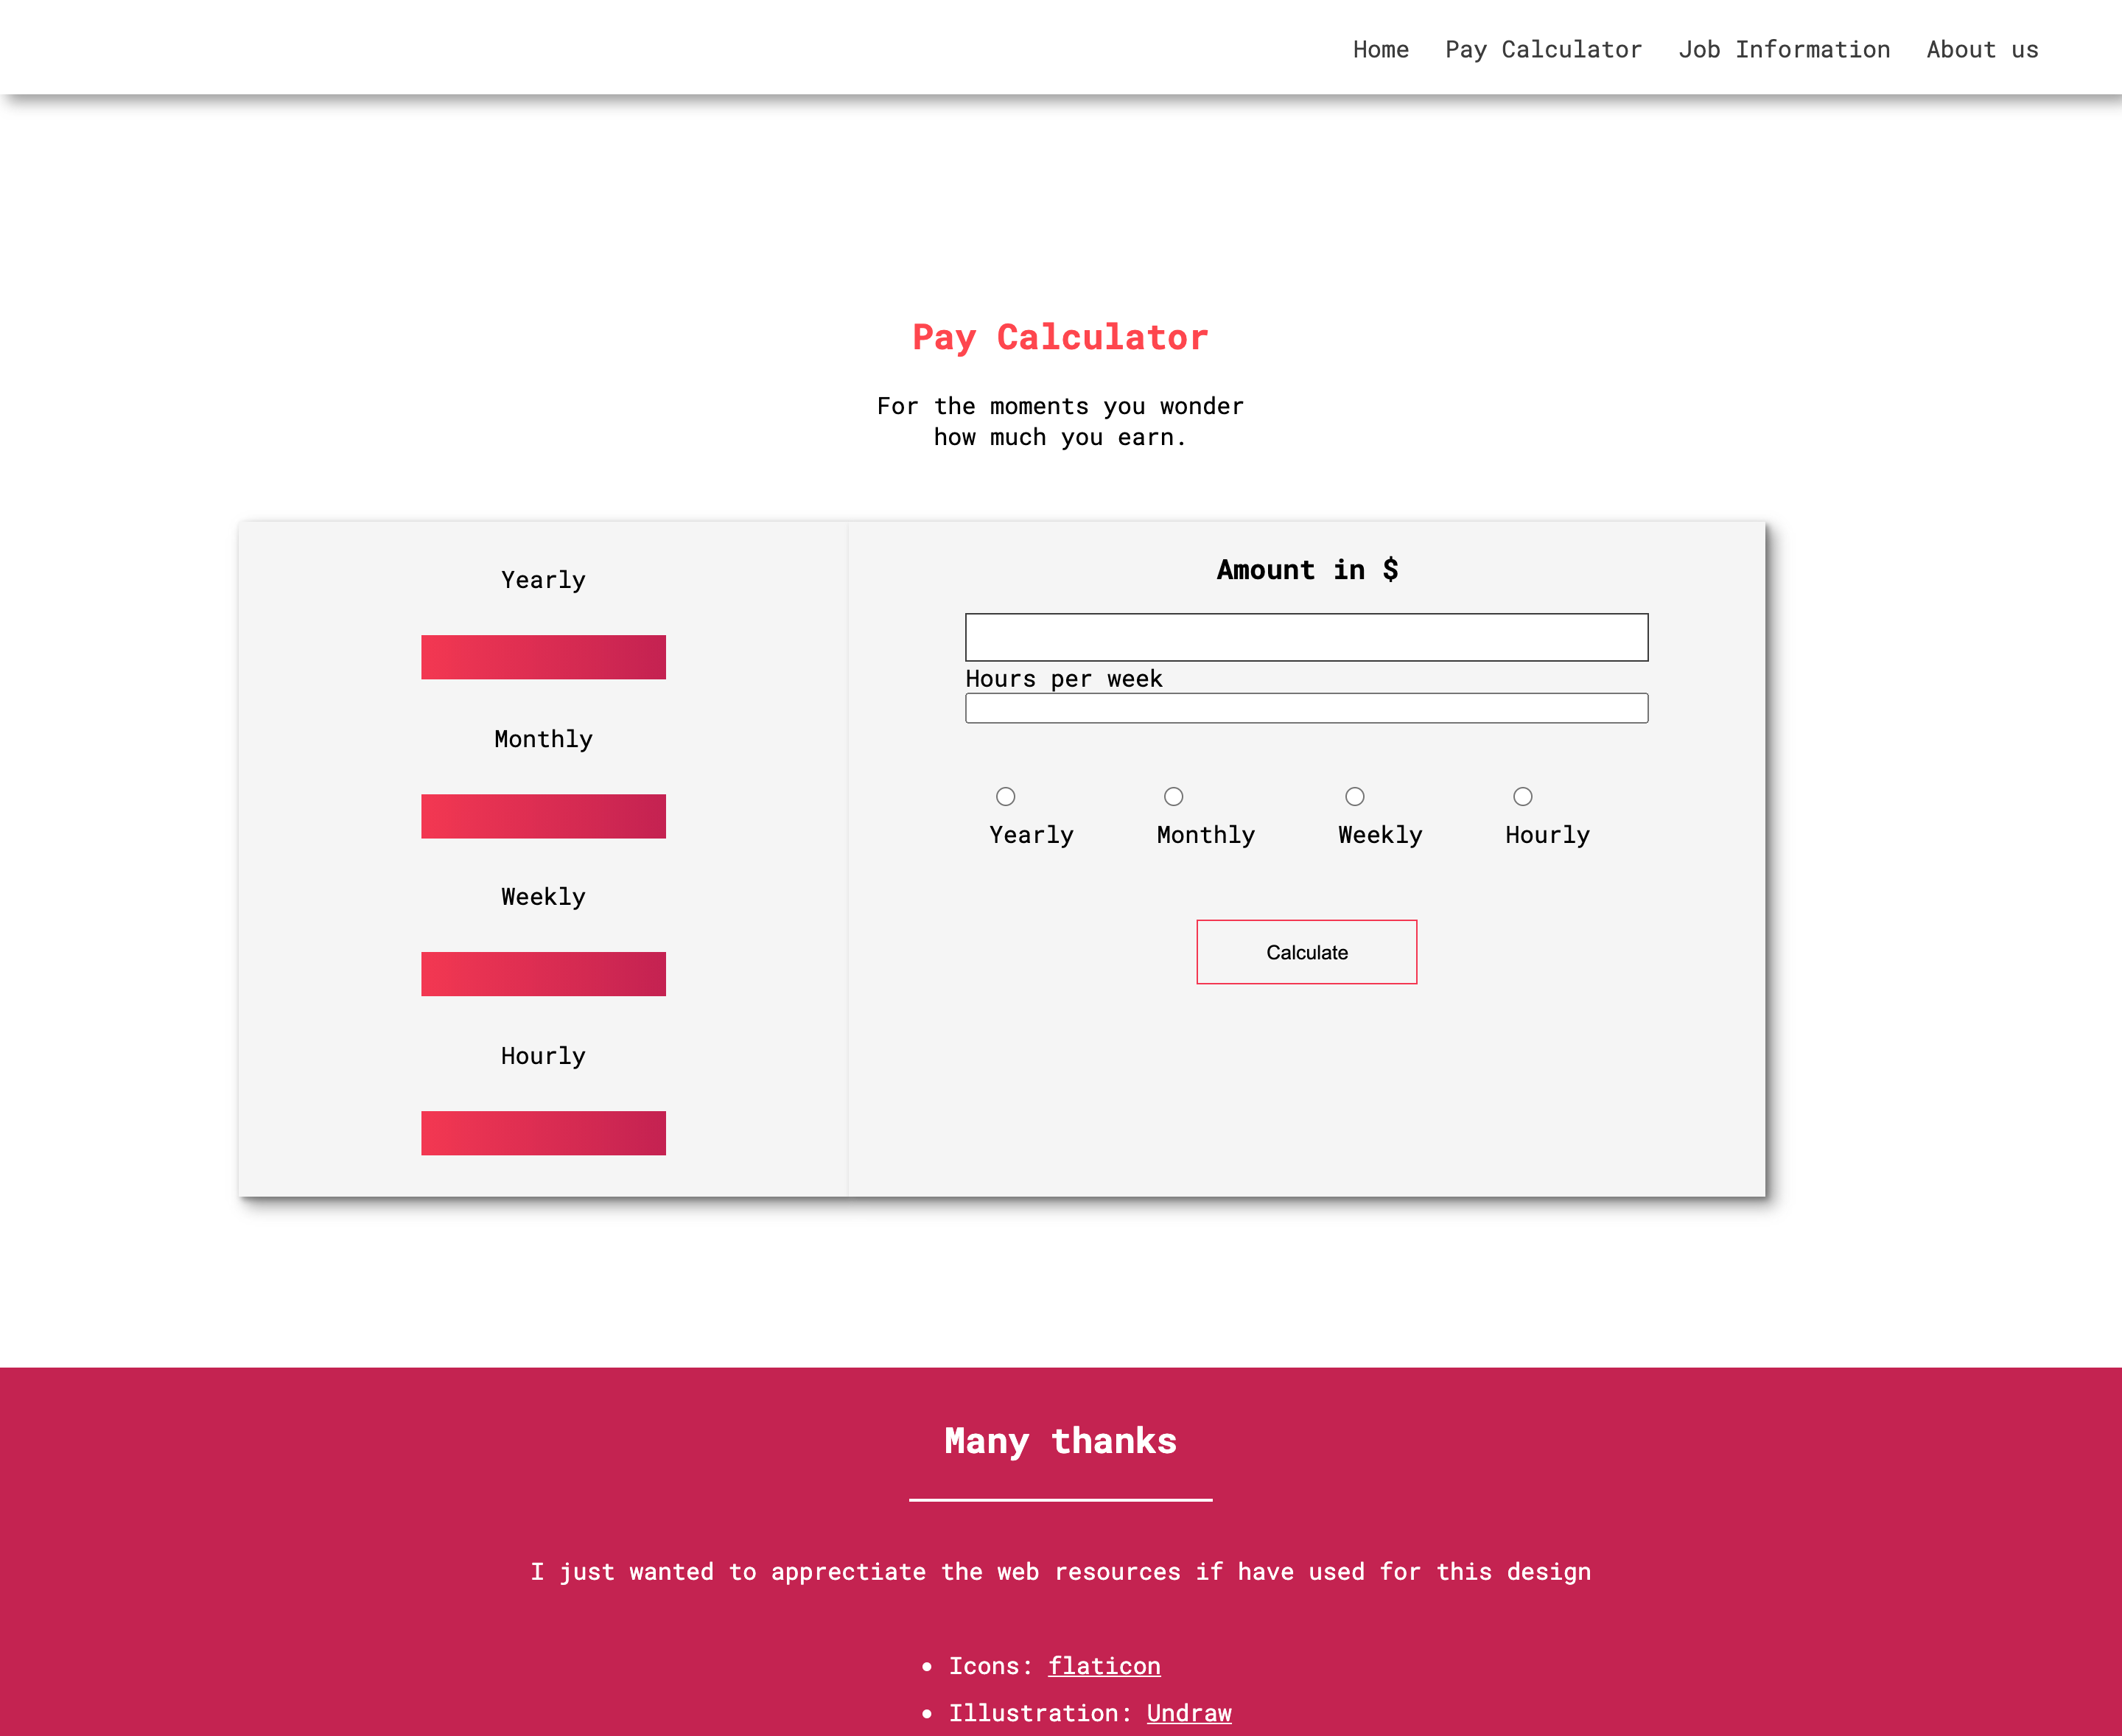 Home Pay Calculator Job Information About us
Pay Calculator
For the moments you wonder
how much you earn.
Yearly
Monthly
Weekly
Hourly
Amount in $
Hours per week
Yearly Monthly Weekly Hourly
Calculate
Many thanks
I just wanted to apprectiate the web resources if have used for this design
• Icons: flaticon
• Illustration: Undraw